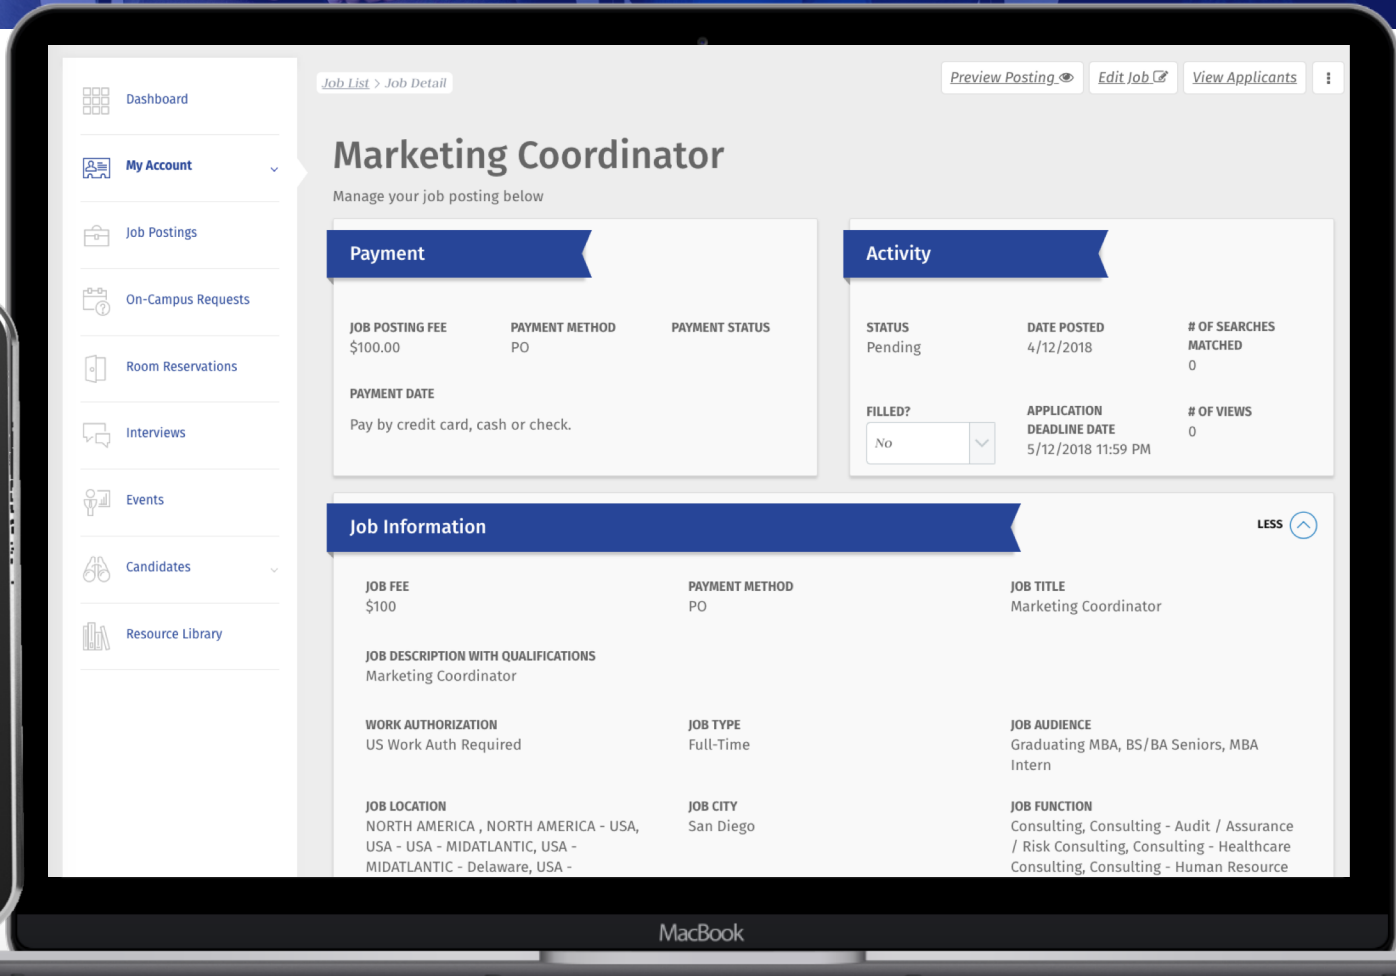 Dashboard
My Account
Job Postings
On-Campus Requests
Room Reservations
Interviews
Events
Candidates
Resource Library
Job List > Job Detail
Preview Posting
Edit Job
View Applicants
Marketing Coordinator
Manage your job posting below
Payment
JOB POSTING FEE
$100.00
PAYMENT METHOD
PO
PAYMENT STATUS
PAYMENT DATE
Pay by credit card, cash or check.
Activity
STATUS
Pending
DATE POSTED
4/12/2018
# OF SEARCHES
MATCHED
0
FILLED?
No
APPLICATION
DEADLINE DATE
5/12/2018 11:59 PM
# OF VIEWS
0
Job Information
LESS
JOB FEE
$100
PAYMENT METHOD
PO
JOB TITLE
Marketing Coordinator
JOB DESCRIPTION WITH QUALIFICATIONS
Marketing Coordinator
WORK AUTHORIZATION
US Work Auth Required
JOB TYPE
Full-Time
JOB AUDIENCE
Graduating MBA, BS/BA Seniors, MBA
Intern
JOB LOCATION
NORTH AMERICA , NORTH AMERICA - USA,
USA - USA - MIDATLANTIC, USA -
MIDATLANTIC - Delaware, USA -
JOB CITY
San Diego
JOB FUNCTION
Consulting, Consulting - Audit / Assurance
/ Risk Consulting, Consulting - Healthcare
Consulting, Consulting - Human Resource
MacBook